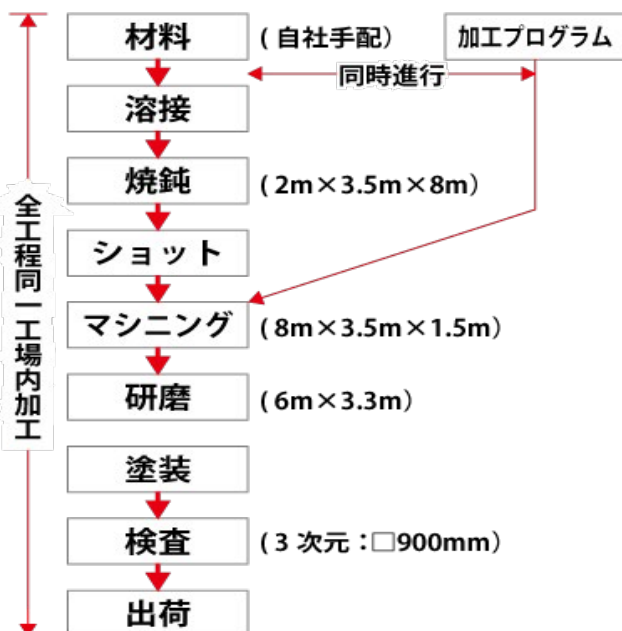 材料
(自社手配)
加工プログラム
同時進行
溶接
焼鈍
(2m×3.5m×8m)
ショット
マシニング
(8m×3.5m×1.5m)
研磨
(6m×3.3m)
塗装
検査
(3次元:□900mm)
出荷
全工程同一工場内加工